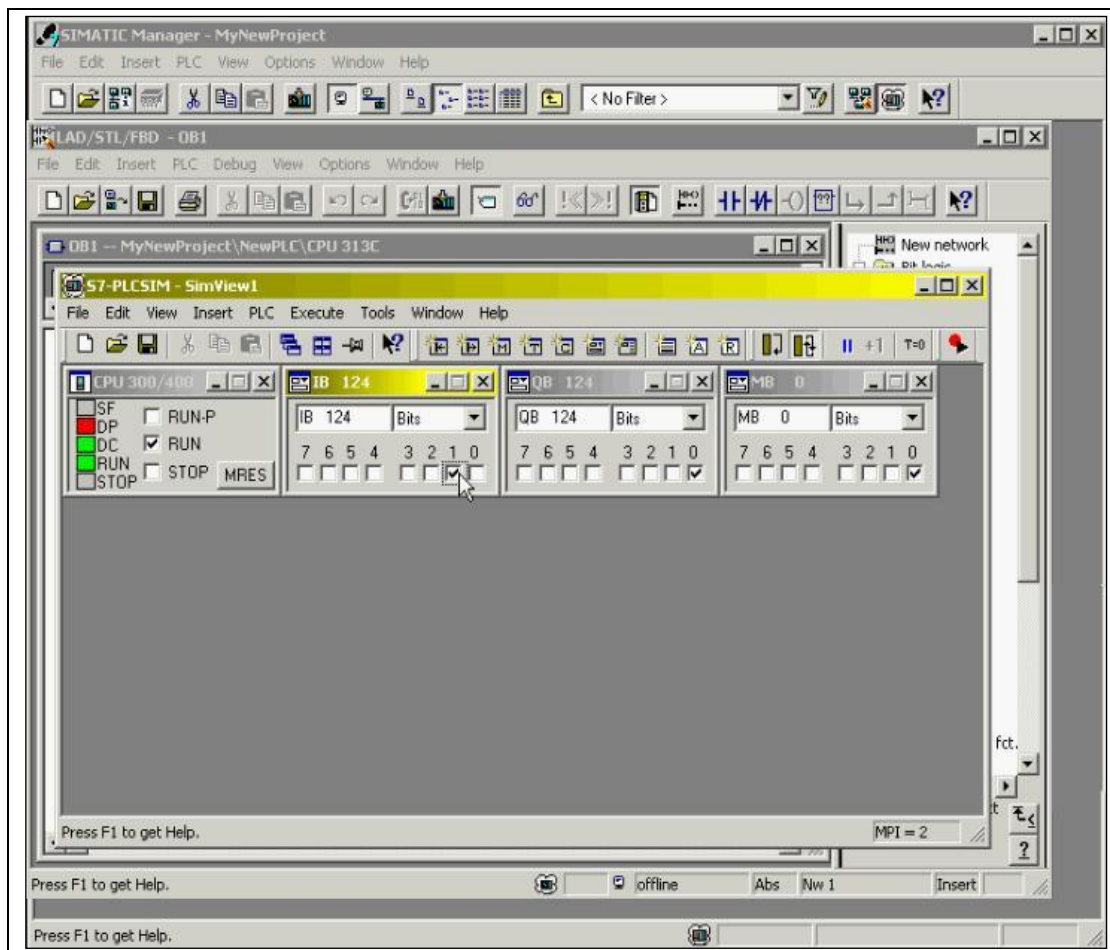 SIMATIC Manager - MyNewProject
File Edit Insert PLC View Options Window Help
< No Filter >
LAD/STL/FBD - OB1
File Edit Insert PLC Debug View Options Window Help
OB1 -- MyNewProject\NewPLC\CPU 313C
New network
Bit logic
S7-PLCSIM - SimView1
File Edit View Insert PLC Execute Tools Window Help
+1 T=0
CPU 300/400
SF
DP
DC
RUN
STOP
RUN-P
RUN
STOP
MRES
IB 124
IB 124 Bits
7 6 5 4 3 2 1 0
QB 124
QB 124 Bits
7 6 5 4 3 2 1 0
MB 0
MB 0 Bits
7 6 5 4 3 2 1 0
fct.
Press F1 to get Help. MPI = 2
Press F1 to get Help. offline Abs Nw 1 Insert
Press F1 to get Help.